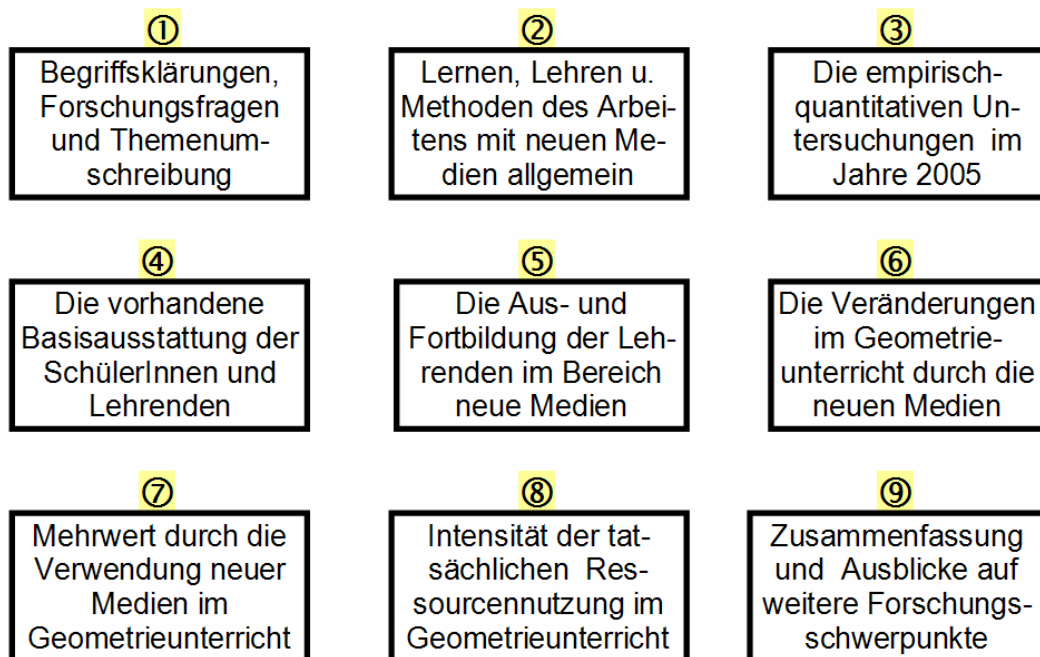 ①
Begriffsklärungen,
Forschungsfragen
und Themenum-
schreibung
②
Lernen, Lehren u.
Methoden des Arbei-
tens mit neuen Me-
dien allgemein
③
Die empirisch-
quantitativen Un-
tersuchungen im
Jahre 2005
④
Die vorhandene
Basisausstattung der
SchülerInnen und
Lehrenden
⑤
Die Aus- und
Fortbildung der Leh-
renden im Bereich
neue Medien
⑥
Die Veränderungen
im Geometrie-
unterricht durch die
neuen Medien
⑦
Mehrwert durch die
Verwendung neuer
Medien im
Geometrieunterricht
⑧
Intensität der tat-
sächlichen Res-
sourcennutzung im
Geometrieunterricht
⑨
Zusammenfassung
und Ausblicke auf
weitere Forschungs-
schwerpunkte